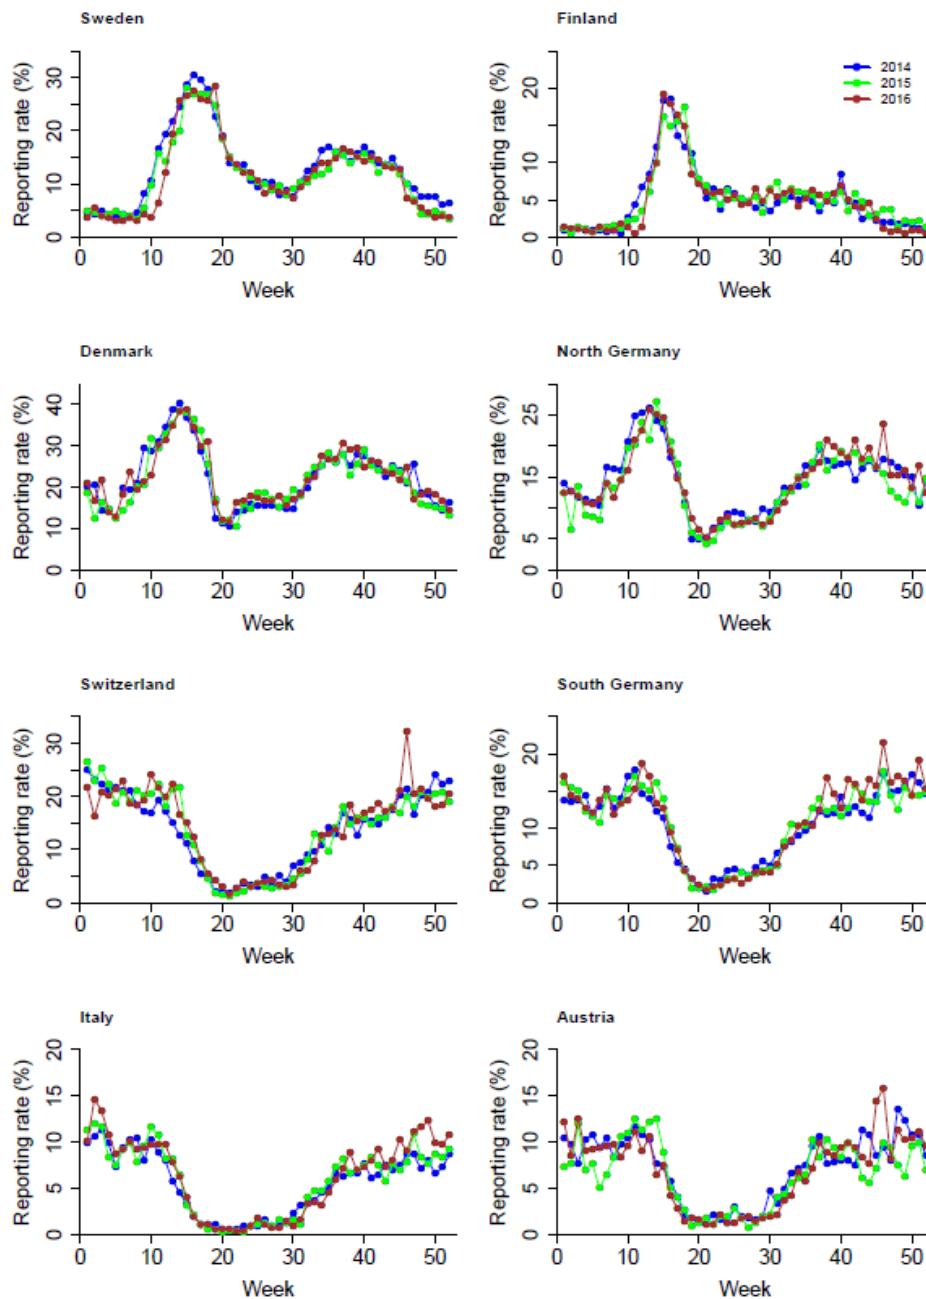 Sweden
Reporting rate (%)
0 10 20 30
0 10 20 30 40 50
Week
Finland
Reporting rate (%)
0 5 10 20
0 10 20 30 40 50
Week
2014
2015
2016
Denmark
Reporting rate (%)
0 10 20 30 40
0 10 20 30 40 50
Week
North Germany
Reporting rate (%)
0 5 15 25
0 10 20 30 40 50
Week
Switzerland
Reporting rate (%)
0 10 20 30
0 10 20 30 40 50
Week
South Germany
Reporting rate (%)
0 5 10 20
0 10 20 30 40 50
Week
Italy
Reporting rate (%)
0 5 10 15 20
0 10 20 30 40 50
Week
Austria
Reporting rate (%)
0 5 10 15 20
0 10 20 30 40 50
Week